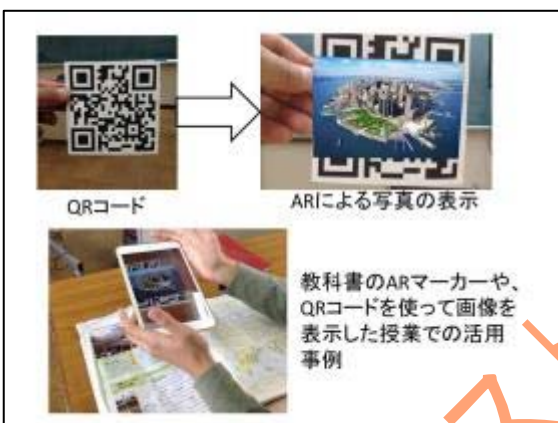 QRコード
ARによる写真の表示
教科書のARマーカーや、
QRコードを使って画像を
表示した授業での活用
事例